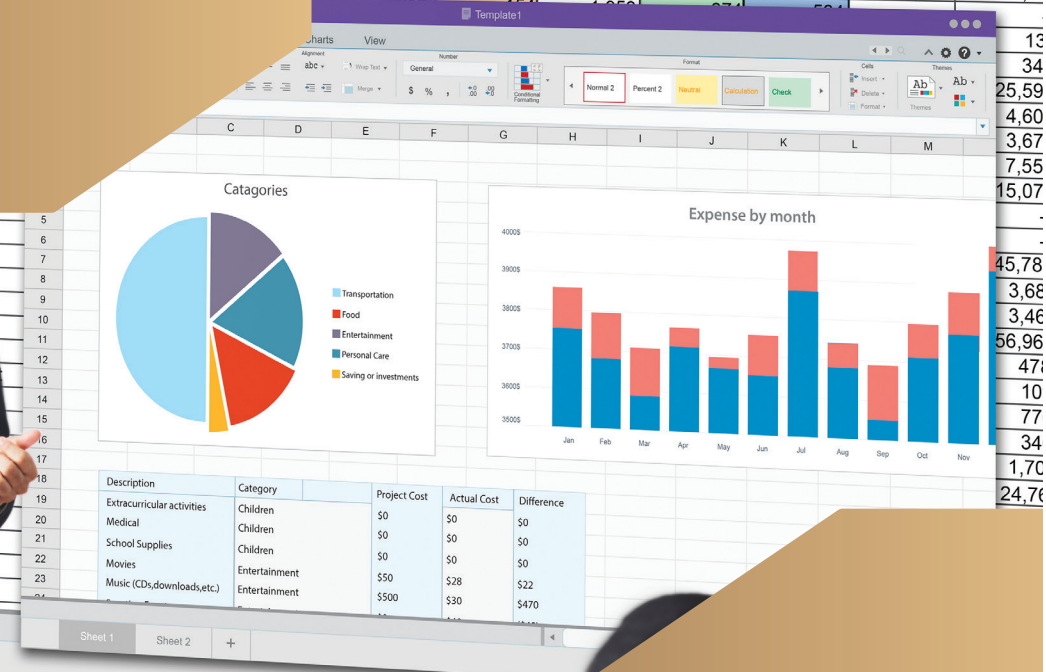 1,050
274
Template1
Charts
View
Alignment
Number
Format
Cells
Themes
abc
Wrap Text
General
Merge
$ % ,
Conditional
Formatting
Normal 2
Percent 2
Neutral
Calculation
Check
Insert
Delete
Format
Ab
Themes
Ab
C D E F G H I J K L M
5
6
7
8
9
10
11
12
13
14
15
16
17
18
19
20
21
22
23
Catagories
Transportation
Food
Entertainment
Personal Care
Saving or investments
Expense by month
4000$
3900$
3800$
3700$
3600$
3500$
Jan Feb Mar Apr May Jun Jul Aug Sep Oct Nov
Description Category Project Cost Actual Cost Difference
Extracurricular activities Children $0 $0 $0
Medical Children $0 $0 $0
School Supplies Children $0 $0 $0
Movies Entertainment $50 $28 $22
Music (CDs,downloads,etc.) Entertainment $500 $30 $470
Sheet 1
Sheet 2
+
13
34
25,59
4,60
3,67
7,55
15,07
-
-
45,78
3,68
3,46
56,96
478
10
77
34
1,70
24,76